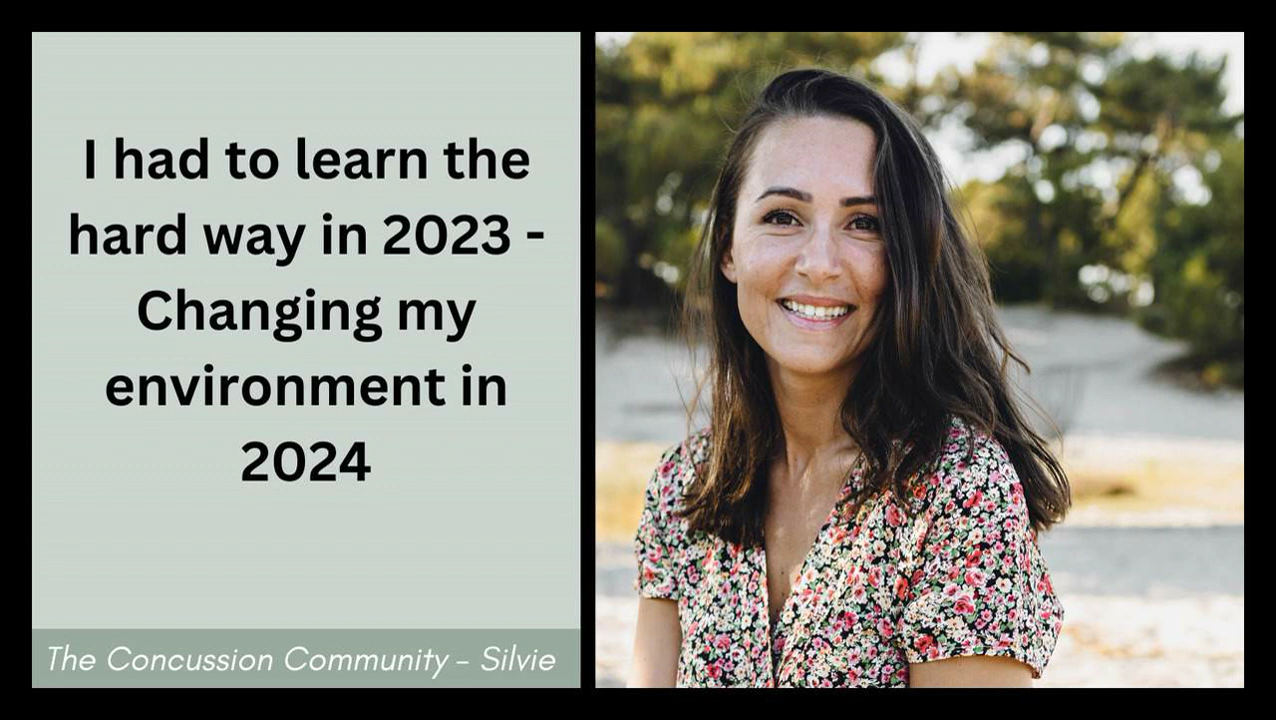 I had to learn the
hard way in 2023 -
Changing my
environment in
2024
The Concussion Community - Silvie